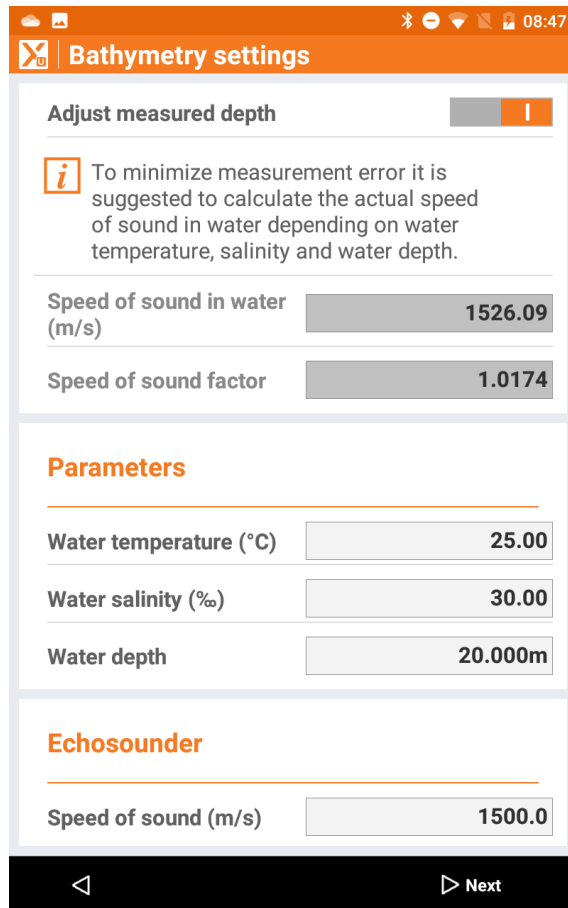 08:47
Bathymetry settings
Adjust measured depth
To minimize measurement error it is
suggested to calculate the actual speed
of sound in water depending on water
temperature, salinity and water depth.
Speed of sound in water
(m/s)
1526.09
Speed of sound factor
1.0174
Parameters
Water temperature (°C)
25.00
Water salinity (‰)
30.00
Water depth
20.000m
Echosounder
Speed of sound (m/s)
1500.0
Next